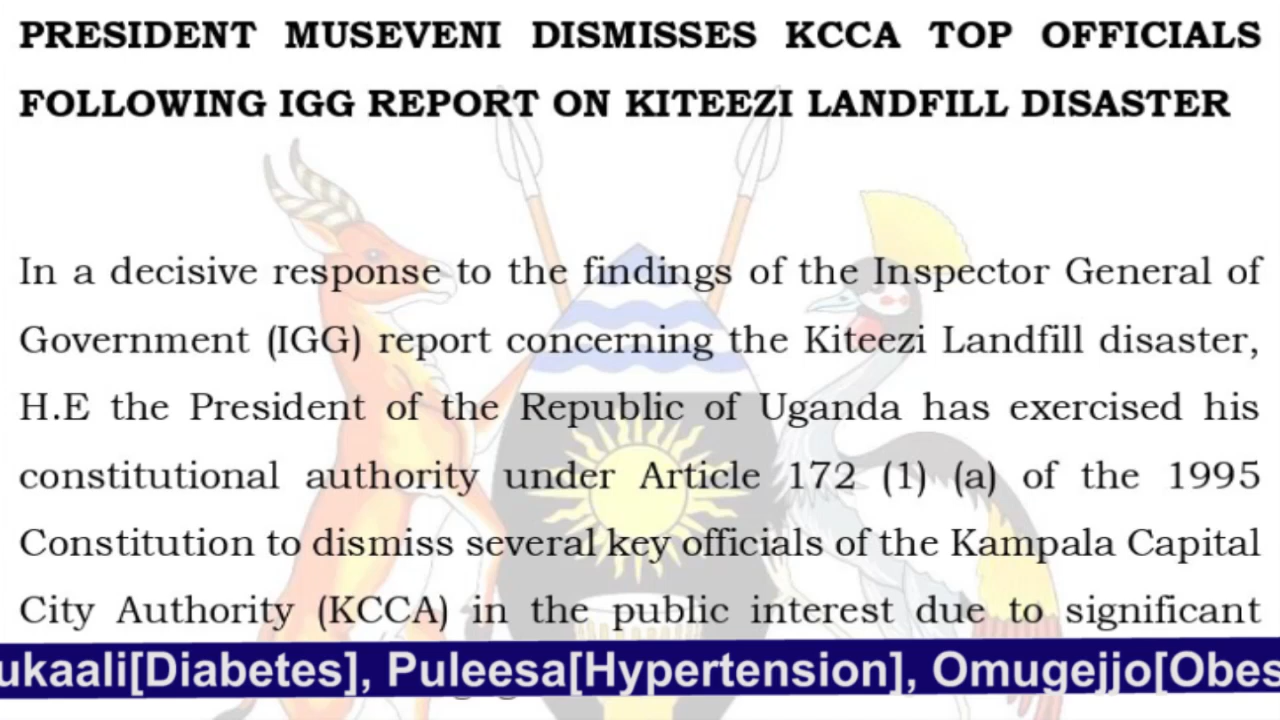 PRESIDENT MUSEVENI DISMISSES KCCA TOP OFFICIALS
FOLLOWING IGG REPORT ON KITEEZI LANDFILL DISASTER
In a decisive response to the findings of the Inspector General of
Government (IGG) report concerning the Kiteezi Landfill disaster,
H.E the President of the Republic of Uganda has exercised his
constitutional authority under Article 172 (1) (a) of the 1995
Constitution to dismiss several key officials of the Kampala Capital
City Authority (KCCA) in the public interest due to significant
ukaali[Diabetes], Puleesa[Hypertension], Omugejjo[Obes